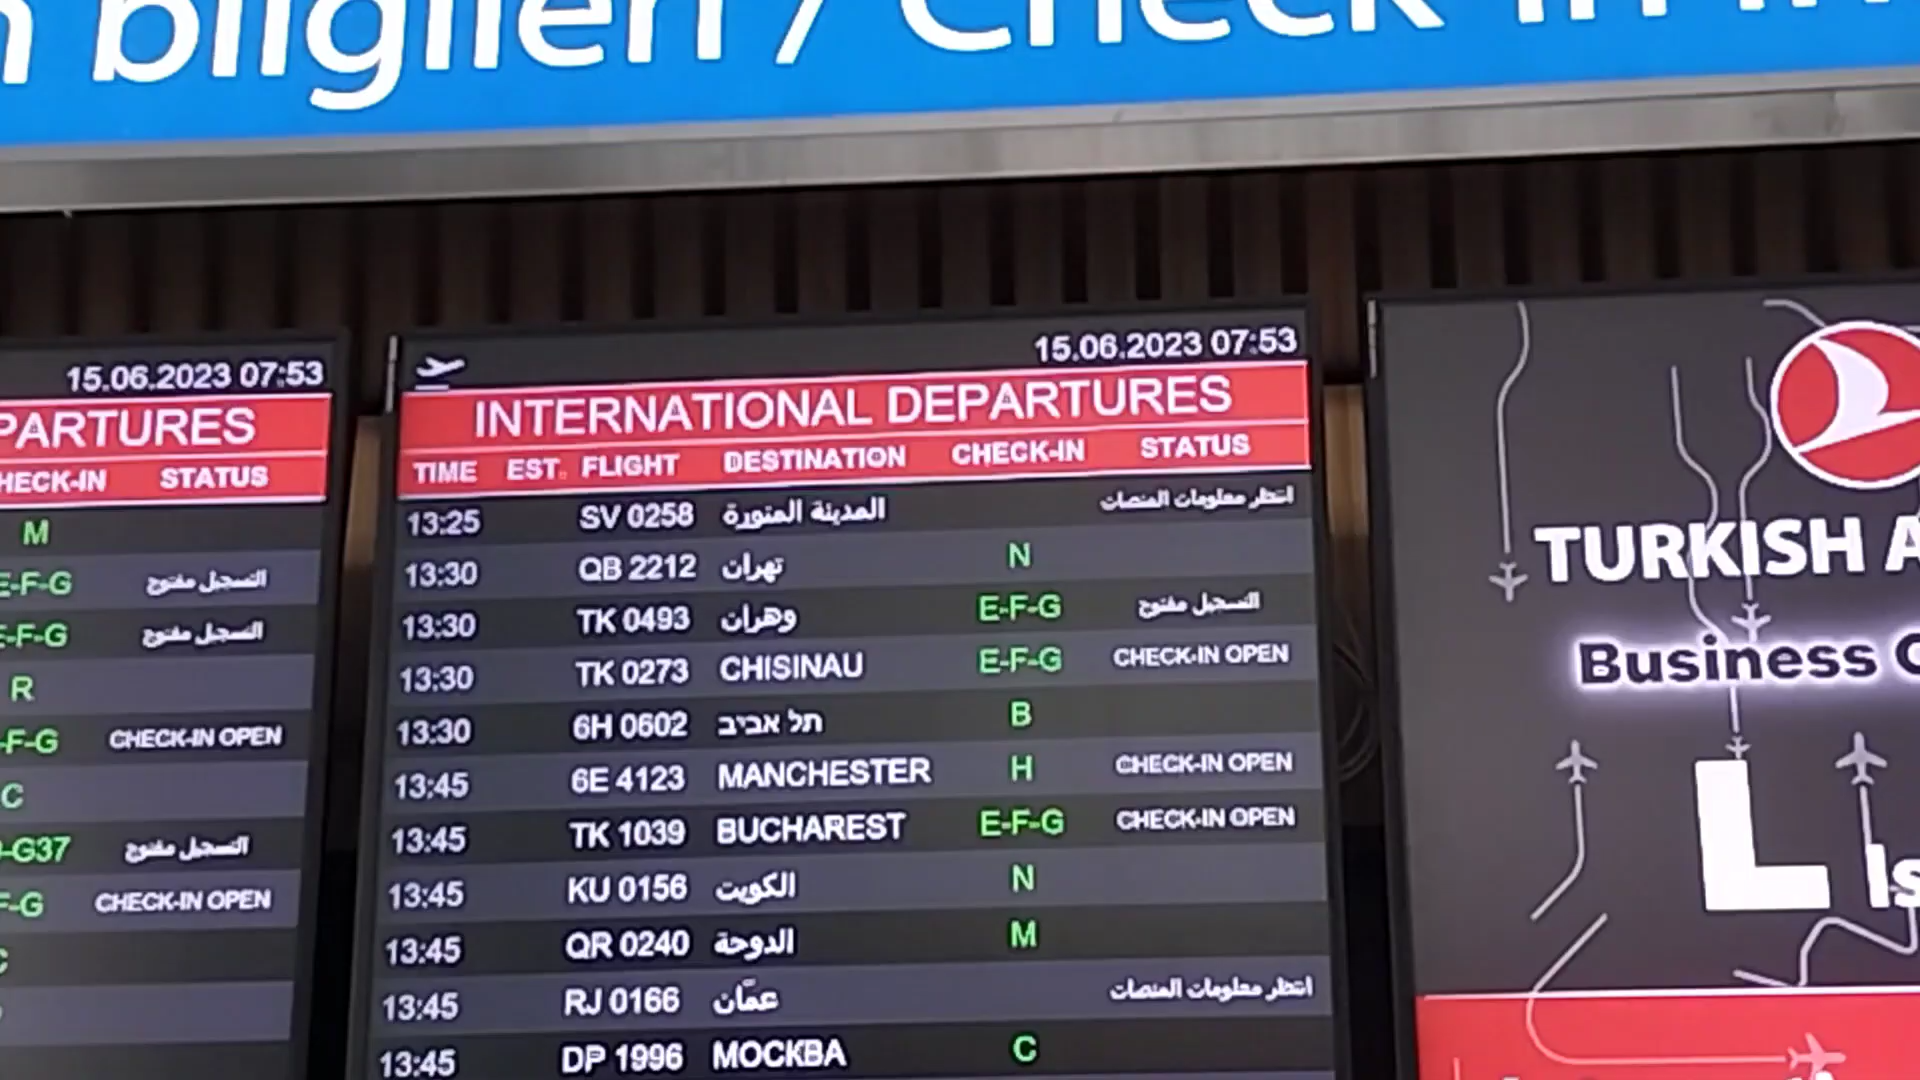 bilgileri / Check-in
15.06.2023 07:53
PARTURES
HECK-IN STATUS
M
E-F-G التسجيل مفتوح
E-F-G التسجيل مفتوح
R
-F-G CHECK-IN OPEN
C
-G37 التسجيل مفتوح
F-G CHECK-IN OPEN
C
15.06.2023 07:53
INTERNATIONAL DEPARTURES
TIME EST. FLIGHT DESTINATION CHECK-IN STATUS
13:25 SV 0258 المدينة المنورة انتظر معلومات المنصات
13:30 QB 2212 تهران N
13:30 TK 0493 وهران E-F-G التسجيل مفتوح
13:30 TK 0273 CHISINAU E-F-G CHECK-IN OPEN
13:30 6H 0602 תל אביב B
13:45 6E 4123 MANCHESTER H CHECK-IN OPEN
13:45 TK 1039 BUCHAREST E-F-G CHECK-IN OPEN
13:45 KU 0156 الكويت N
13:45 QR 0240 الدوحة M
13:45 RJ 0166 عمّان انتظر معلومات المنصات
13:45 DP 1996 МОСКВА C
TURKISH A
Business C
L Is